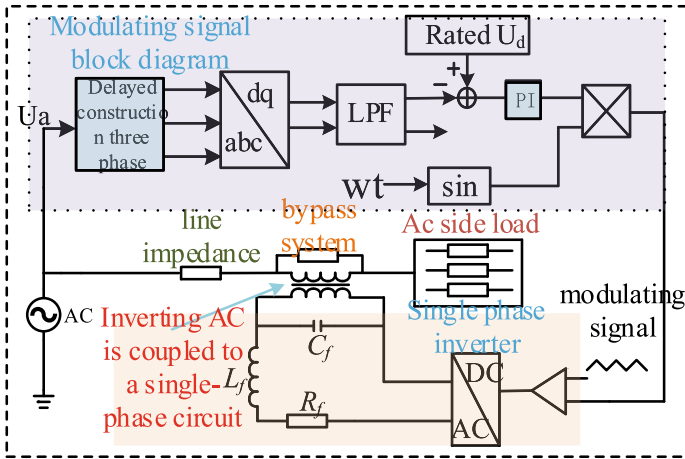 Modulating signal
block diagram
Rated Ud
+
−
Ua
Delayed
constructio
n three
phase
dq
abc
LPF
PI
wt
sin
line
impedance
bypass
system
Ac side load
AC
Inverting AC
is coupled to
a single-
phase circuit
Cf
Lf
Rf
Single phase
inverter
DC
AC
modulating
signal